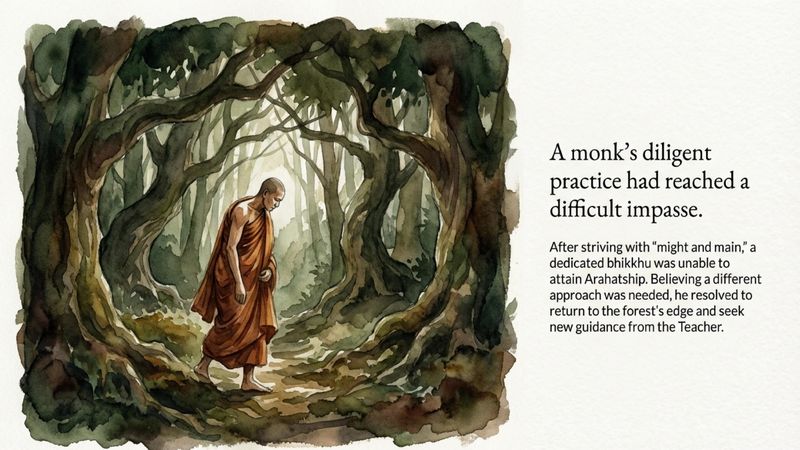 A monk’s diligent
practice had reached a
difficult impasse.
After striving with “might and main,” a
dedicated bhikkhu was unable to
attain Arahatship. Believing a different
approach was needed, he resolved to
return to the forest’s edge and seek
new guidance from the Teacher.